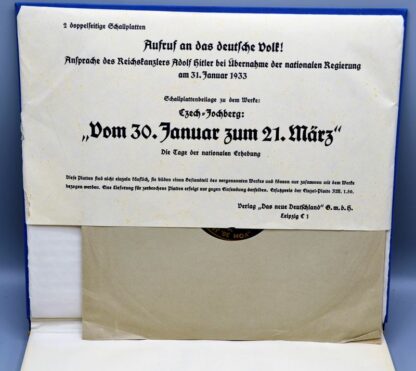 2 doppelseitige Schallplatten
Aufruf an das deutsche Volk!
Ansprache des Reichskanzlers Adolf Hitler bei Übernahme der nationalen Regierung
am 31. Januar 1933
Schallplattenbeilage zu dem Werke:
Czech-Jochberg:
„Vom 30. Januar zum 21. März“
Die Tage der nationalen Erhebung
Diese Platten sind nicht einzeln käuflich, sie bilden einen Bestandteil des vorgenannten Werkes und können nur zusammen mit dem Werke
bezogen werden. Eine Lieferung für zerbrochene Platten erfolgt nur gegen Einsendung derselben. Ersatzpreis der Einzel-Platte RM. 1.50.
Verlag „Das neue Deutschland“ G. m. b. H.
Leipzig C 1